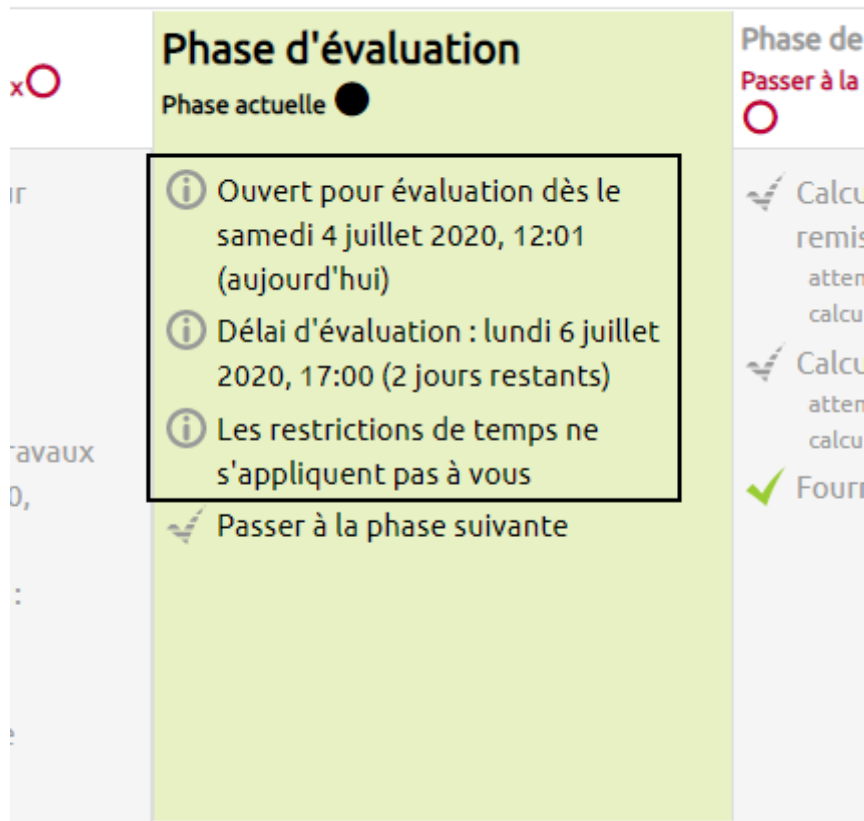 Phase d'évaluation
Phase actuelle
Ouvert pour évaluation dès le
samedi 4 juillet 2020, 12:01
(aujourd'hui)
Délai d'évaluation : lundi 6 juillet
2020, 17:00 (2 jours restants)
Les restrictions de temps ne
s'appliquent pas à vous
Passer à la phase suivante
Phase de
Passer à la